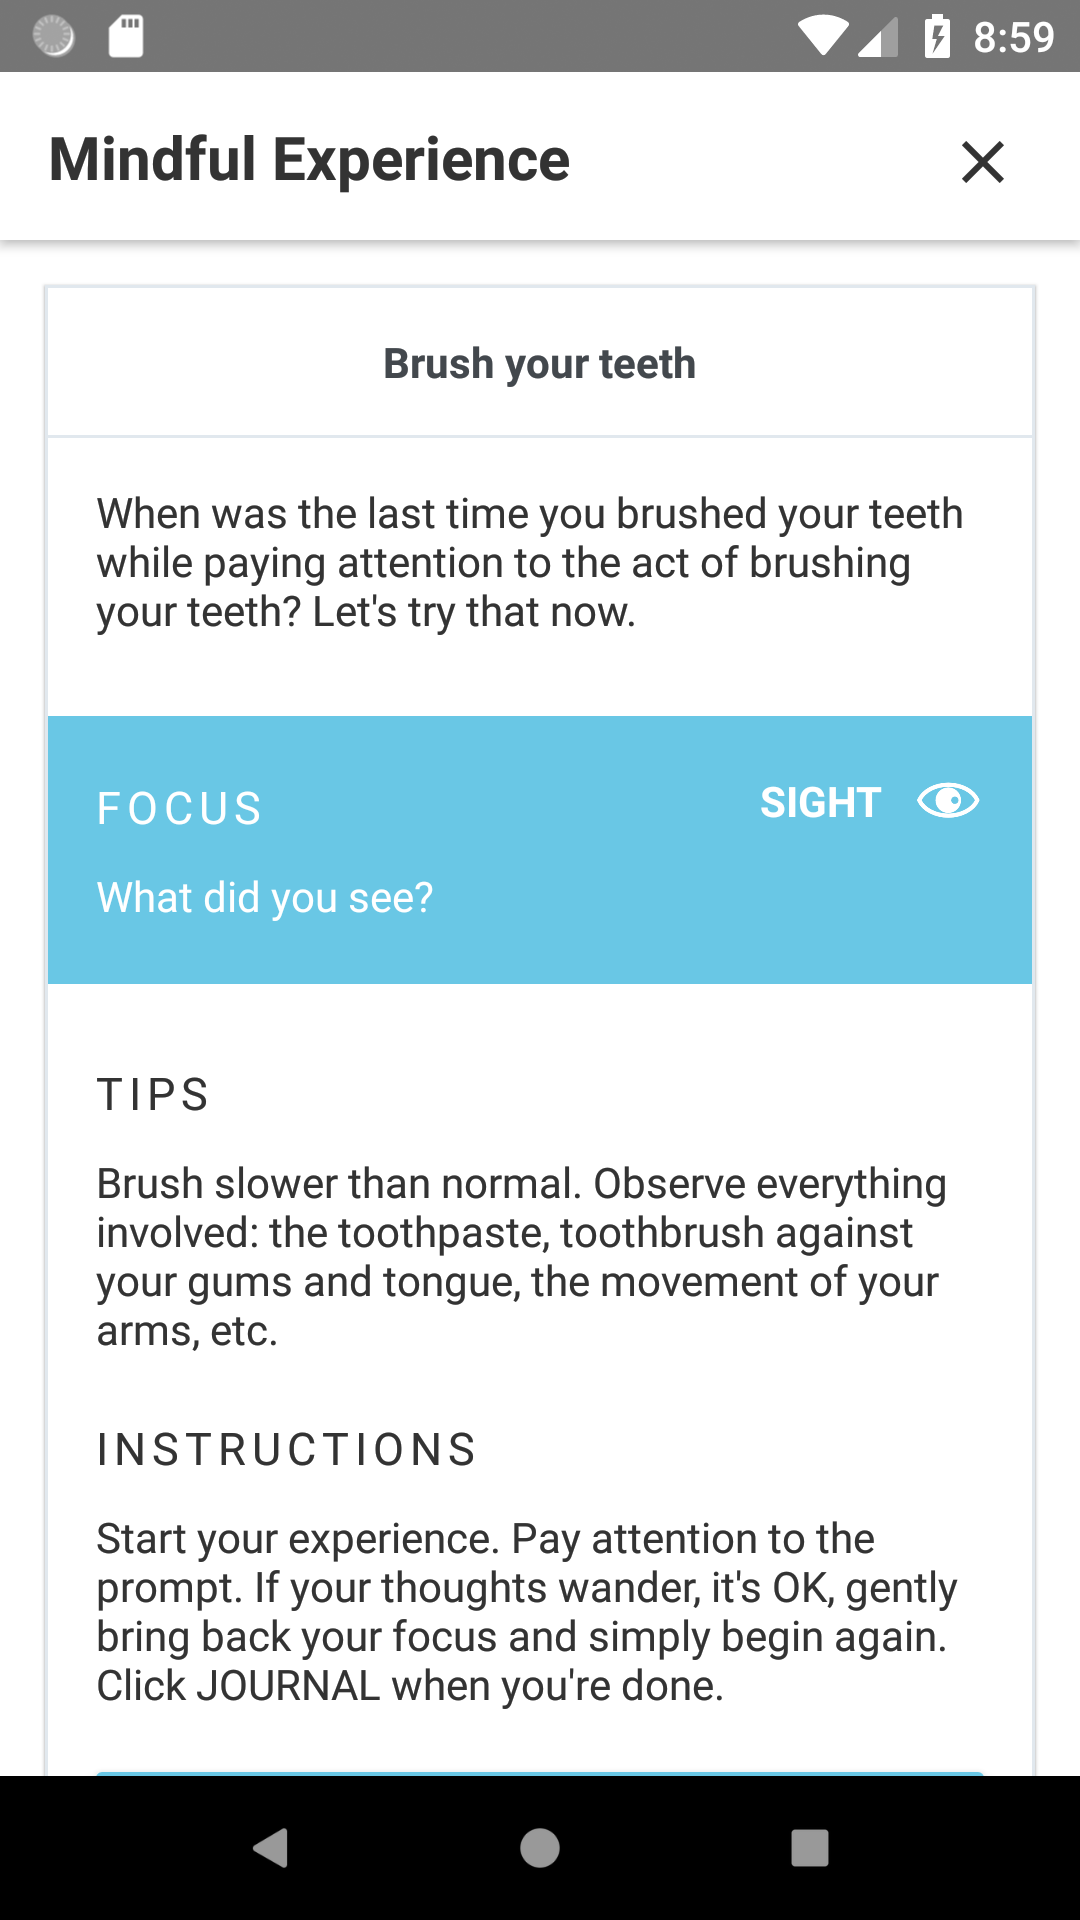 8:59
Mindful Experience
Brush your teeth
When was the last time you brushed your teeth
while paying attention to the act of brushing
your teeth? Let's try that now.
FOCUS
SIGHT
What did you see?
TIPS
Brush slower than normal. Observe everything
involved: the toothpaste, toothbrush against
your gums and tongue, the movement of your
arms, etc.
INSTRUCTIONS
Start your experience. Pay attention to the
prompt. If your thoughts wander, it's OK, gently
bring back your focus and simply begin again.
Click JOURNAL when you're done.